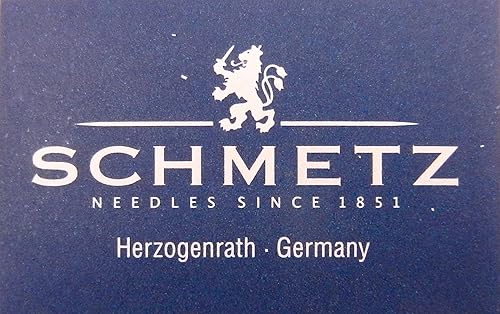 SCHMETZ
NEEDLES SINCE 1851
Herzogenrath · Germany